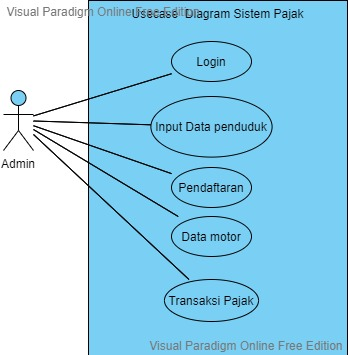 Visual Paradigm Online Free Edition
Usecase Diagram Sistem Pajak
Login
Input Data penduduk
Admin
Pendaftaran
Data motor
Transaksi Pajak
Visual Paradigm Online Free Edition